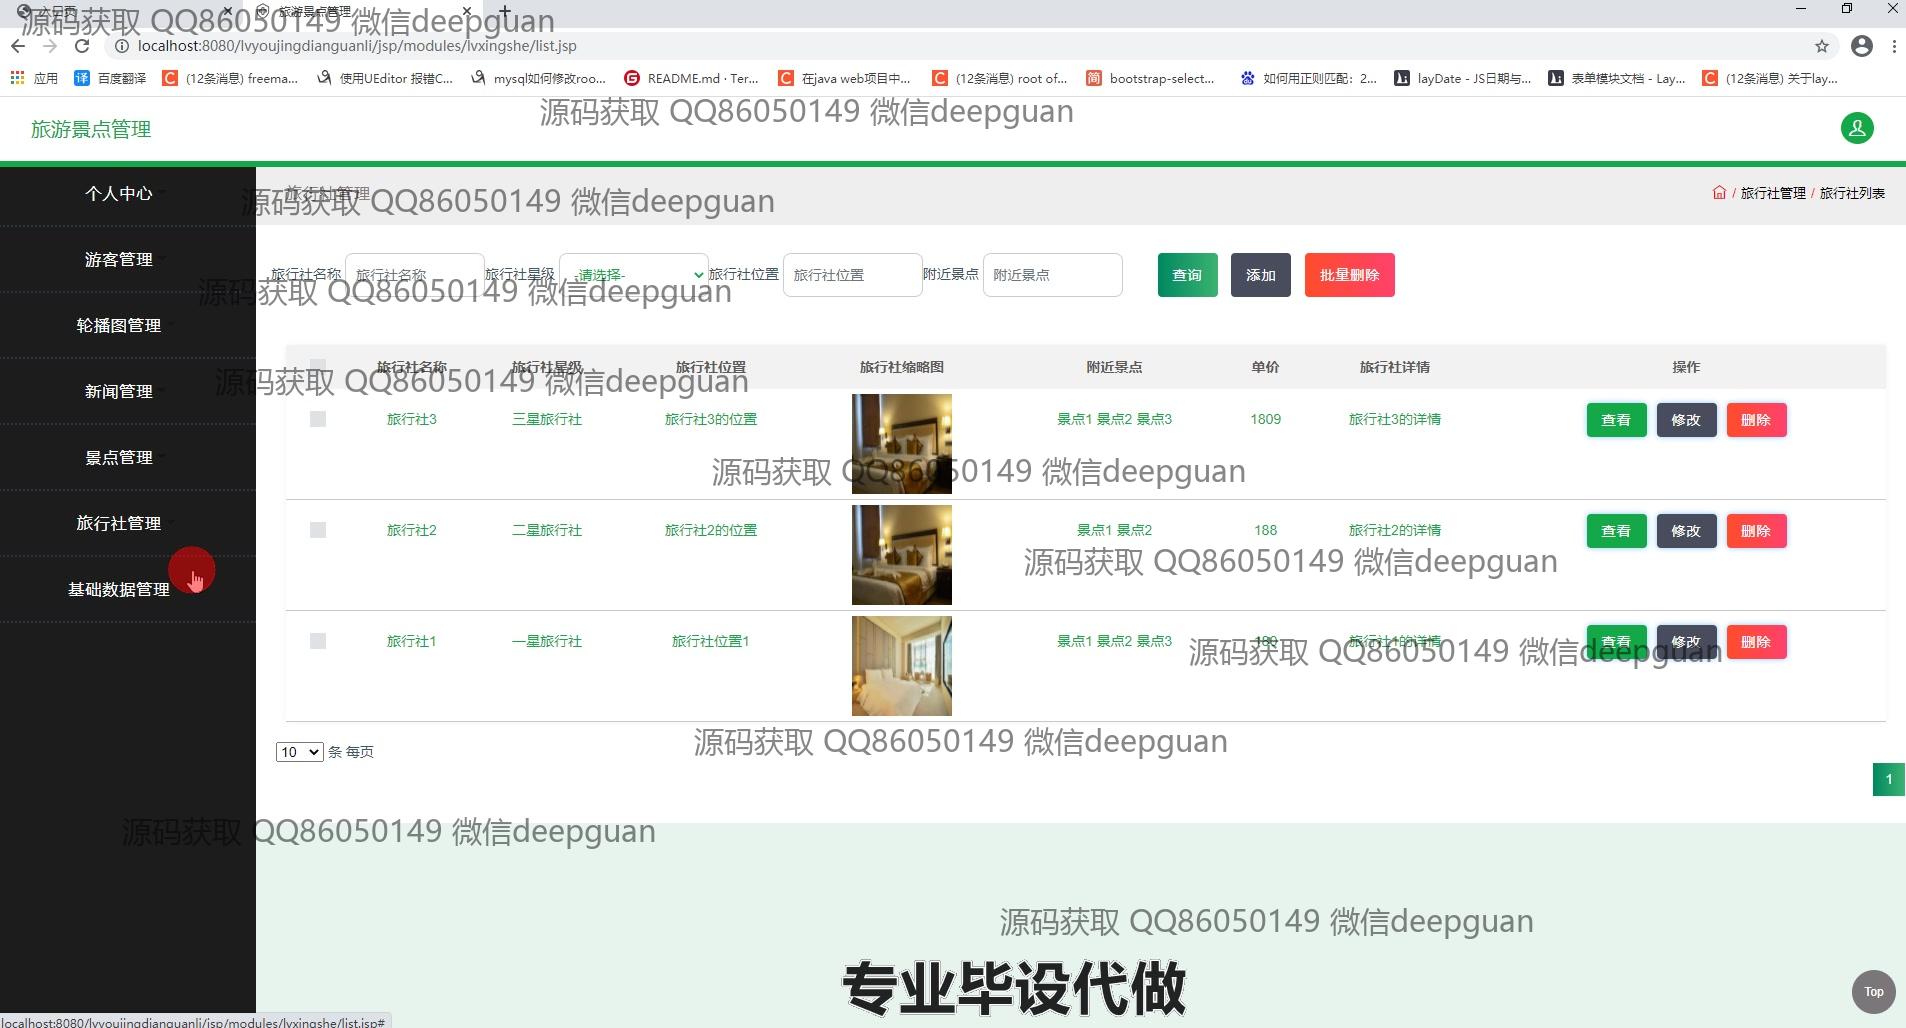 旅游景点管理
源码获取 QQ86050149 微信deepguan
localhost:8080/lvyoujingdianguanli/jsp/modules/lvxingshe/list.jsp
应用 百度翻译 (12条消息) freema... 使用UEditor 报错C... mysql如何修改roo... README.md · Ter... 在java web项目中... (12条消息) root of... bootstrap-select... 如何用正则匹配：2... layDate - JS日期与... 表单模块文档 - Lay... (12条消息) 关于lay...
源码获取 QQ86050149 微信deepguan
旅游景点管理
个人中心
旅行社管理
/ 旅行社管理 / 旅行社列表
源码获取 QQ86050149 微信deepguan
游客管理
旅行社名称 旅行社名称 旅行社星级 -请选择- 旅行社位置 旅行社位置 附近景点 附近景点 查询 添加 批量删除
源码获取 QQ86050149 微信deepguan
轮播图管理
旅行社名称 旅行社星级 旅行社位置 旅行社缩略图 附近景点 单价 旅行社详情 操作
源码获取 QQ86050149 微信deepguan
新闻管理
旅行社3 三星旅行社 旅行社3的位置 景点1 景点2 景点3 1809 旅行社3的详情 查看 修改 删除
景点管理
源码获取 QQ86050149 微信deepguan
旅行社管理
旅行社2 二星旅行社 旅行社2的位置 景点1 景点2 188 旅行社2的详情 查看 修改 删除
源码获取 QQ86050149 微信deepguan
基础数据管理
旅行社1 一星旅行社 旅行社位置1 景点1 景点2 景点3 旅行社1的详情 查看 修改 删除
源码获取 QQ86050149 微信deepguan
源码获取 QQ86050149 微信deepguan
10 条 每页
1
源码获取 QQ86050149 微信deepguan
源码获取 QQ86050149 微信deepguan
专业毕设代做
Top
localhost:8080/lvyoujingdianguanli/jsp/modules/lvxingshe/list.jsp#